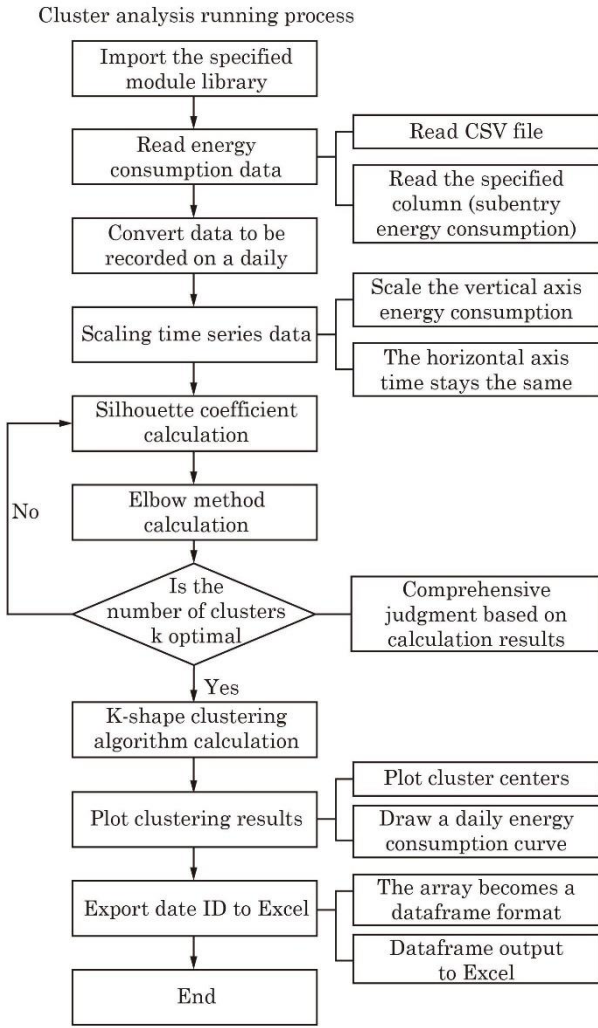 Cluster analysis running process
Import the specified
module library
Read energy
consumption data
Read CSV file
Read the specified
column (subentry
energy consumption)
Convert data to be
recorded on a daily
Scaling time series data
Scale the vertical axis
energy consumption
The horizontal axis
time stays the same
Silhouette coefficient
calculation
Elbow method
calculation
No
Is the
number of clusters
k optimal
Comprehensive
judgment based on
calculation results
Yes
K-shape clustering
algorithm calculation
Plot clustering results
Plot cluster centers
Draw a daily energy
consumption curve
Export date ID to Excel
The array becomes a
dataframe format
Dataframe output
to Excel
End